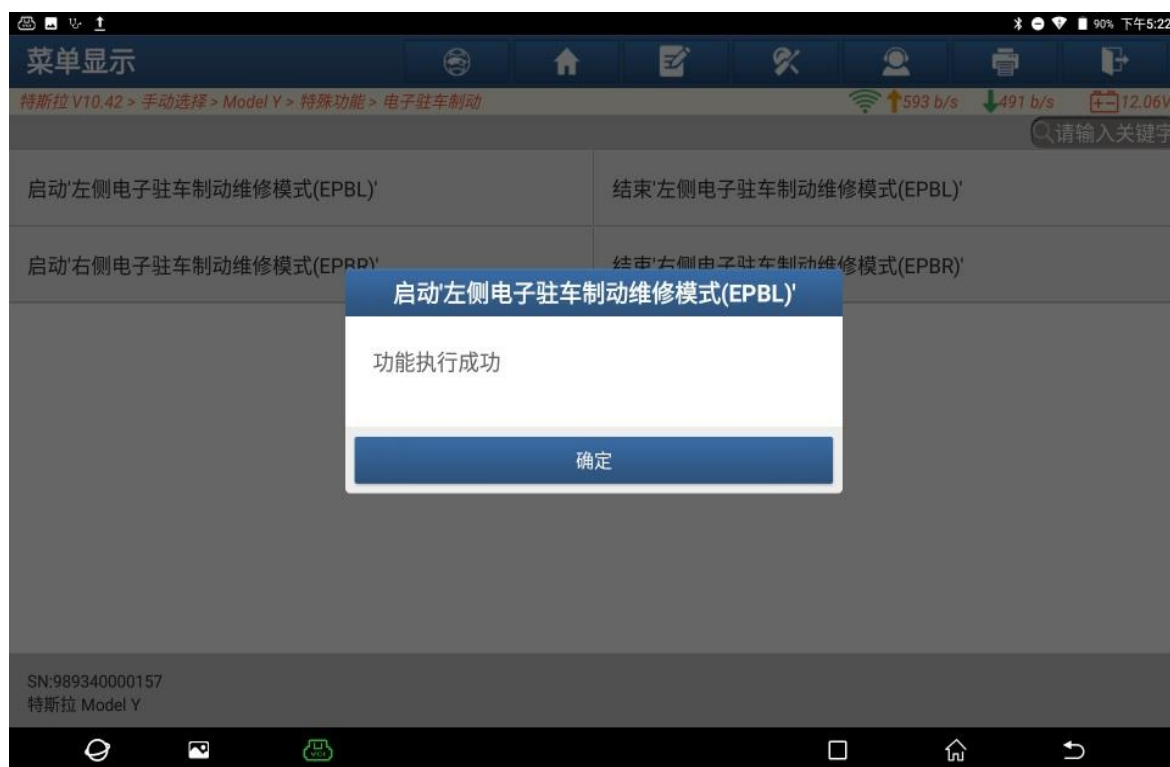 90% 下午5:22
菜单显示
特斯拉 V10.42 > 手动选择 > Model Y > 特殊功能 > 电子驻车制动
593 b/s 491 b/s 12.06V
请输入关键字
启动'左侧电子驻车制动维修模式(EPBL)'
结束'左侧电子驻车制动维修模式(EPBL)'
启动'右侧电子驻车制动维修模式(EPBR)'
结束'右侧电子驻车制动维修模式(EPBR)'
启动'左侧电子驻车制动维修模式(EPBL)'
功能执行成功
确定
SN:989340000157
特斯拉 Model Y
VCI